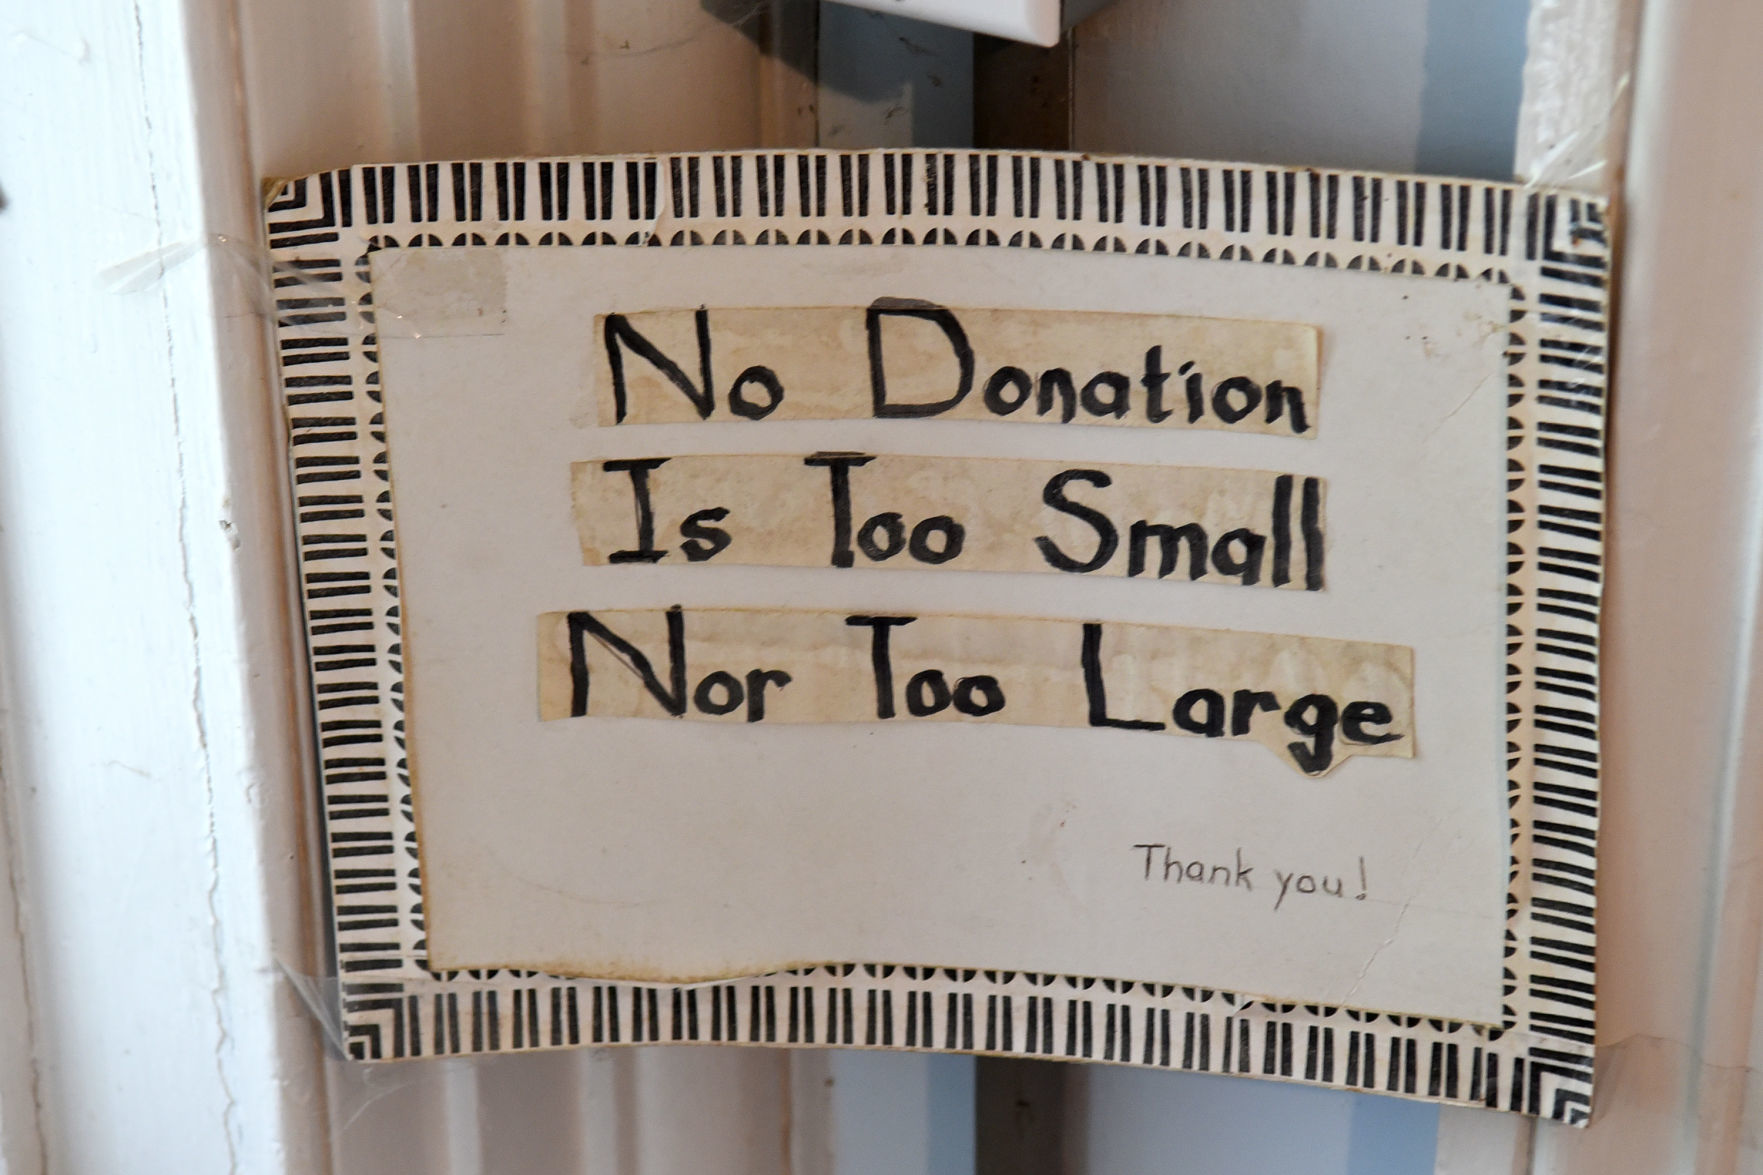 No Donation
Is Too Small
Nor Too Large
Thank you!